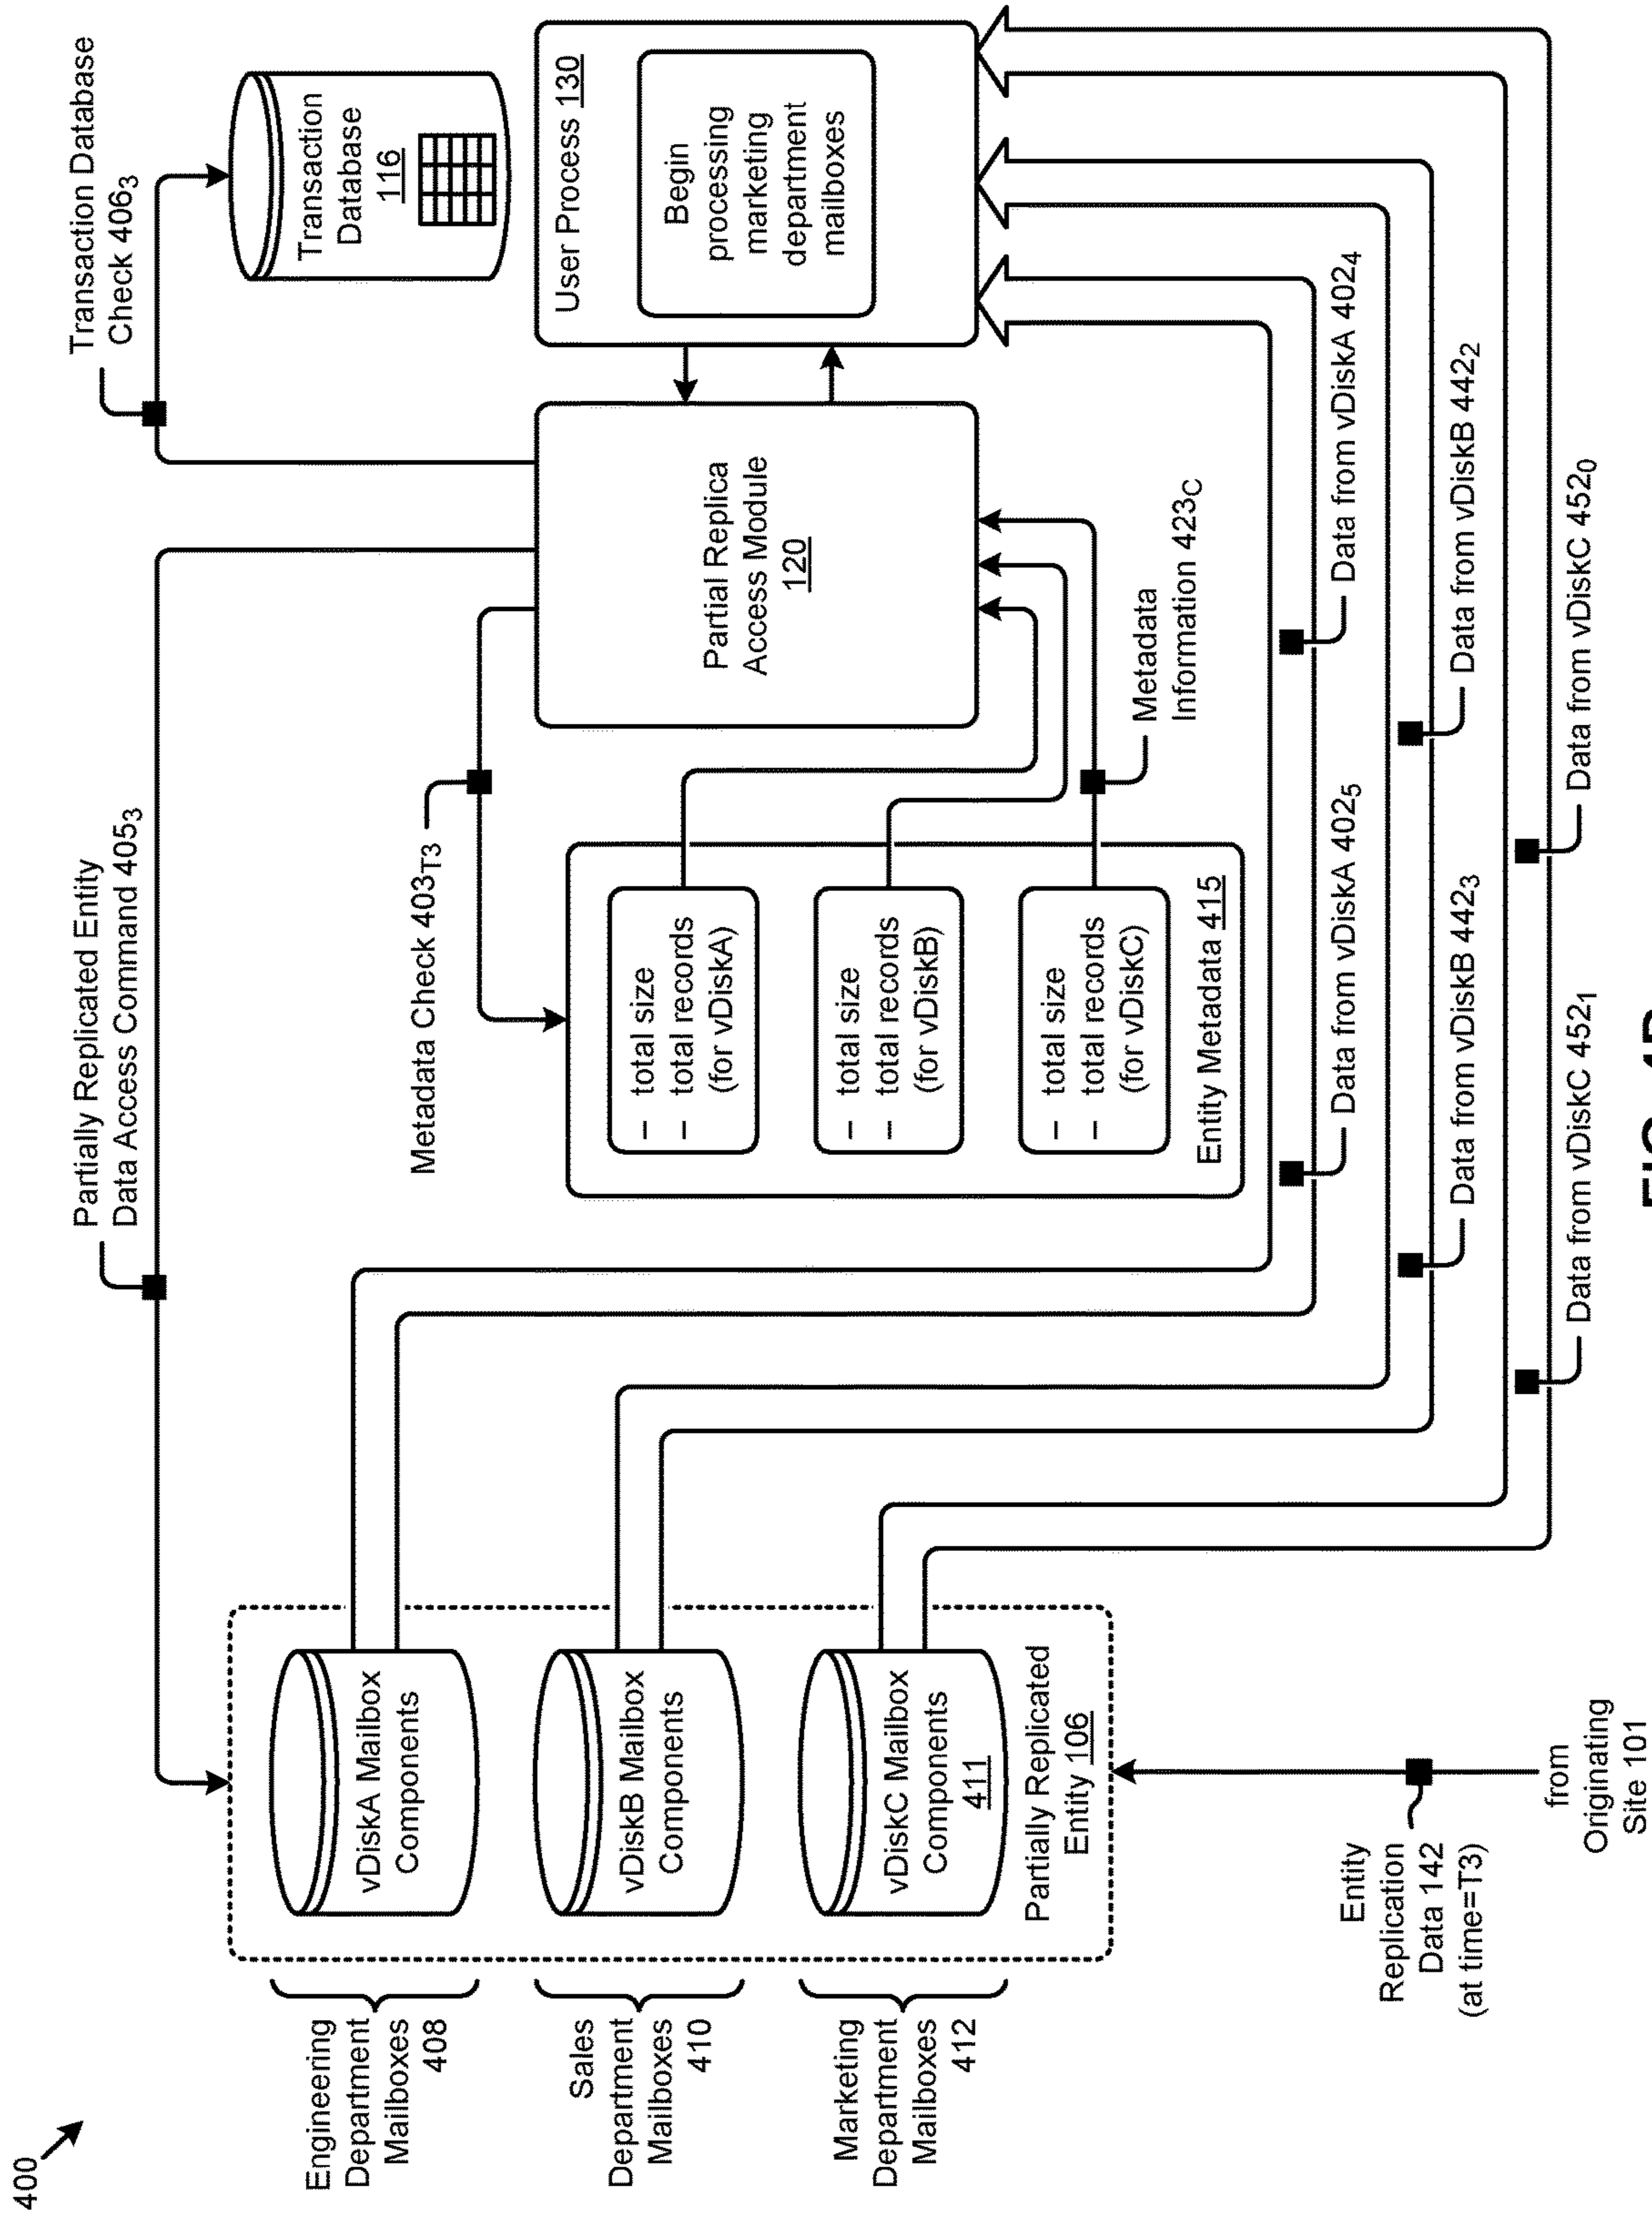 400
Partially Replicated Entity
Data Access Command 405₃
Transaction Database
Check 406₃
Engineering
Department
Mailboxes
408
vDiskA Mailbox
Components
Sales
Department
Mailboxes
410
vDiskB Mailbox
Components
Marketing
Department
Mailboxes
412
vDiskC Mailbox
Components
411
Partially Replicated
Entity 106
Entity
Replication
Data 142
(at time=T3)
from
Originating
Site 101
Metadata Check 403T3
– total size
– total records
(for vDiskA)
– total size
– total records
(for vDiskB)
– total size
– total records
(for vDiskC)
Entity Metadata 415
Partial Replica
Access Module
120
Metadata
Information 423C
Transaction
Database
116
User Process 130
Begin
processing
marketing
department
mailboxes
Data from vDiskA 402₅
Data from vDiskA 402₄
Data from vDiskB 442₃
Data from vDiskB 442₂
Data from vDiskC 452₁
Data from vDiskC 452₀